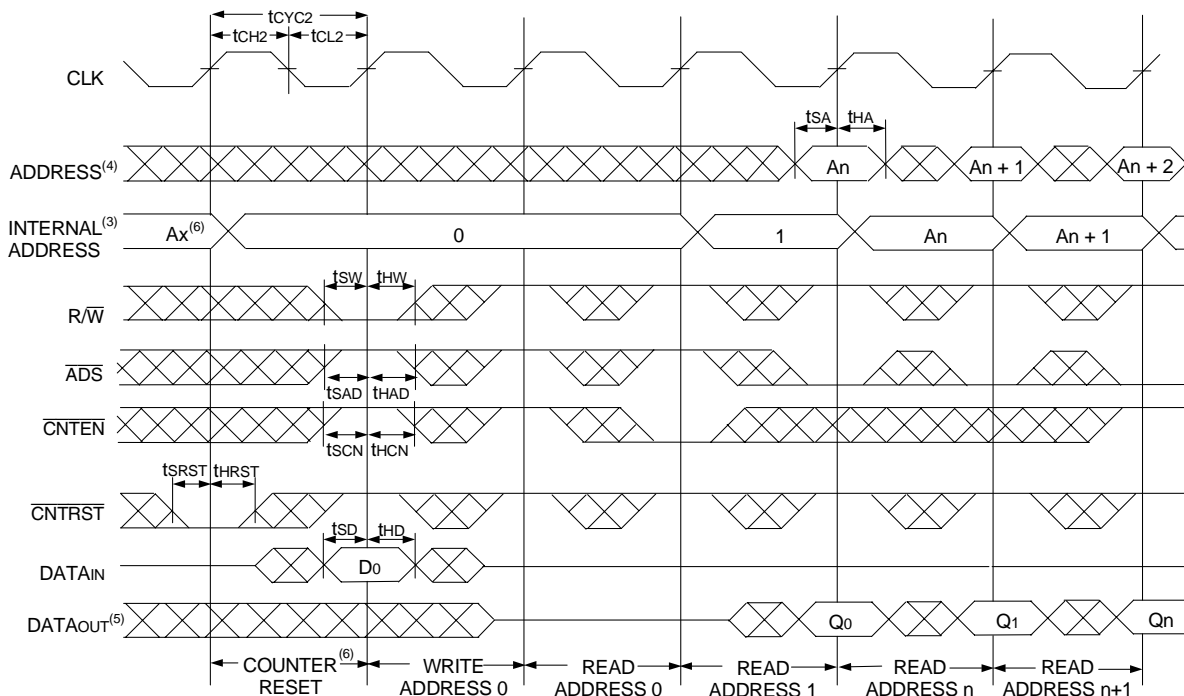 tCYC2
tCH2 tCL2
CLK
tSA tHA
ADDRESS(4) An An + 1 An + 2
INTERNAL(3) ADDRESS Ax(6) 0 1 An An + 1
tSW tHW
R/W
ADS
tSAD tHAD
CNTEN
tSCN tHCN
tSRST tHRST
CNTRST
tSD tHD
DATAIN D0
DATAOUT(5) Q0 Q1 Qn
COUNTER(6) WRITE READ READ READ READ
RESET ADDRESS 0 ADDRESS 0 ADDRESS 1 ADDRESS n ADDRESS n+1